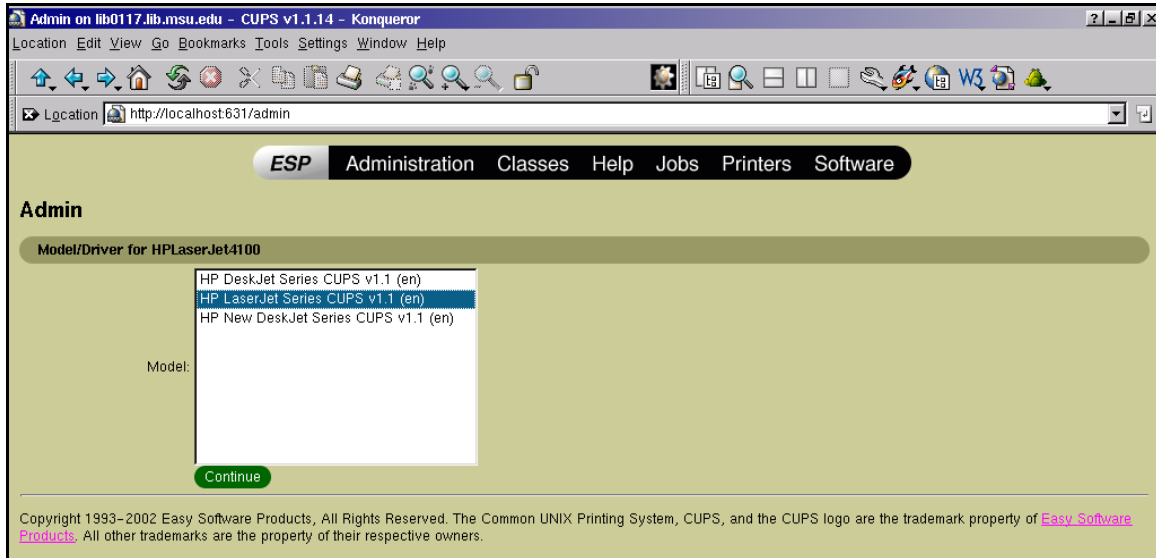 Admin on lib0117.lib.msu.edu – CUPS v1.1.14 – Konqueror
Location Edit View Go Bookmarks Tools Settings Window Help
Location http://localhost:631/admin
ESP Administration Classes Help Jobs Printers Software
Admin
Model/Driver for HPLaserJet4100
HP DeskJet Series CUPS v1.1 (en)
HP LaserJet Series CUPS v1.1 (en)
HP New DeskJet Series CUPS v1.1 (en)
Model:
Continue
Copyright 1993–2002 Easy Software Products, All Rights Reserved. The Common UNIX Printing System, CUPS, and the CUPS logo are the trademark property of Easy Software
Products. All other trademarks are the property of their respective owners.